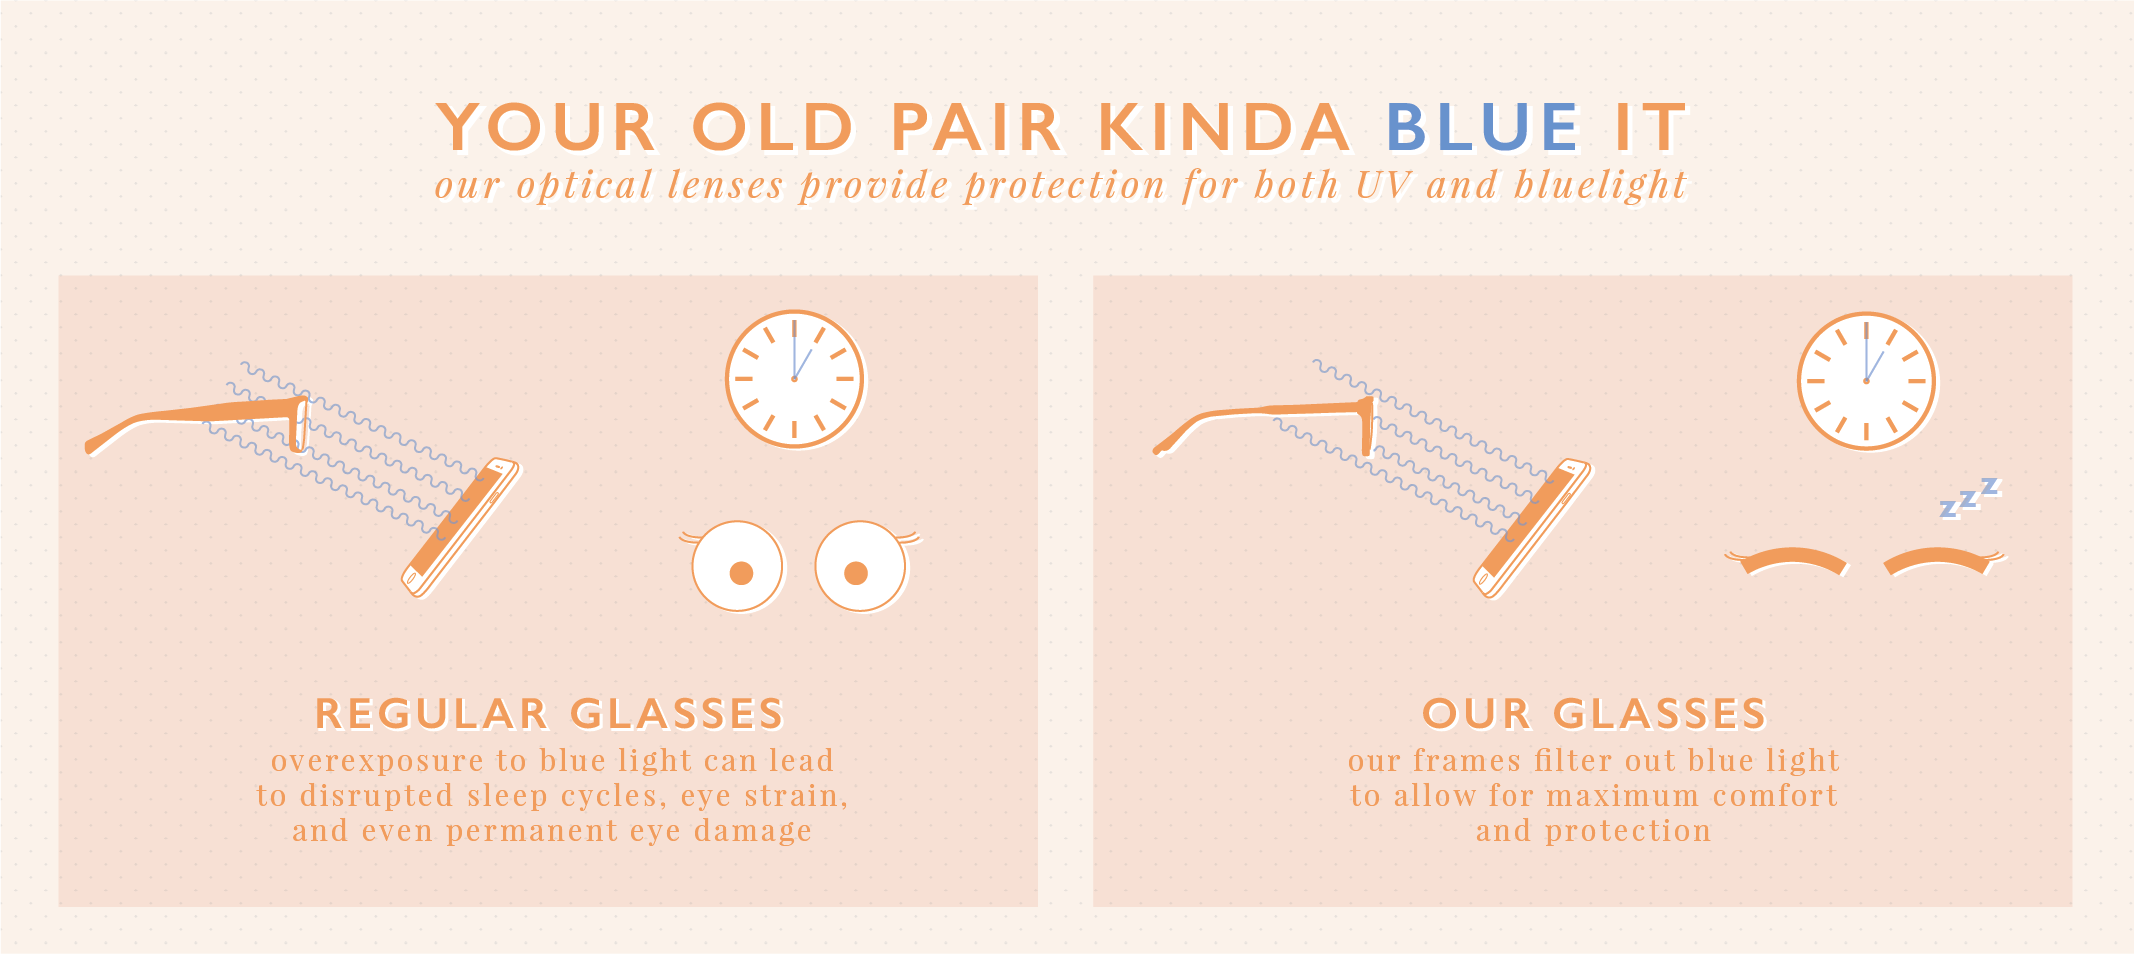 YOUR OLD PAIR KINDA BLUE IT
our optical lenses provide protection for both UV and bluelight
z z z
REGULAR GLASSES
overexposure to blue light can lead
to disrupted sleep cycles, eye strain,
and even permanent eye damage
OUR GLASSES
our frames filter out blue light
to allow for maximum comfort
and protection